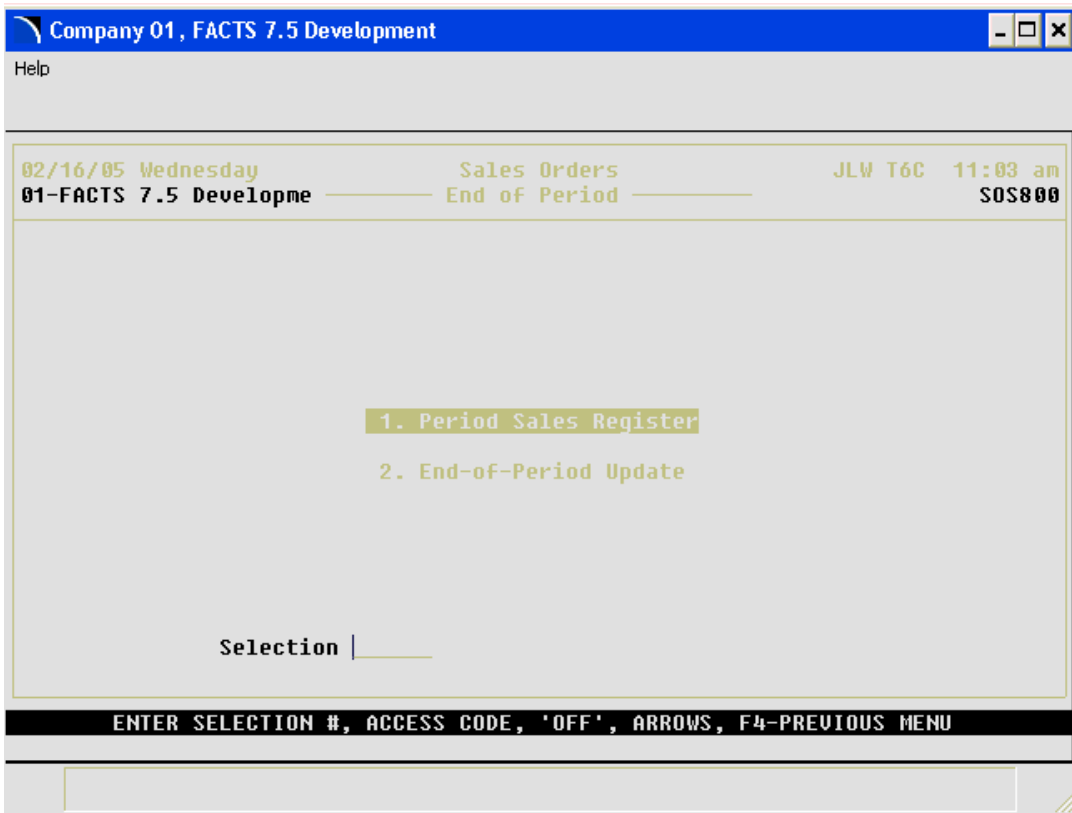 Company 01, FACTS 7.5 Development
Help
02/16/05 Wednesday Sales Orders JLW T6C 11:03 am
01-FACTS 7.5 Developme End of Period SOS800
1. Period Sales Register
2. End-of-Period Update
Selection
ENTER SELECTION #, ACCESS CODE, 'OFF', ARROWS, F4-PREVIOUS MENU